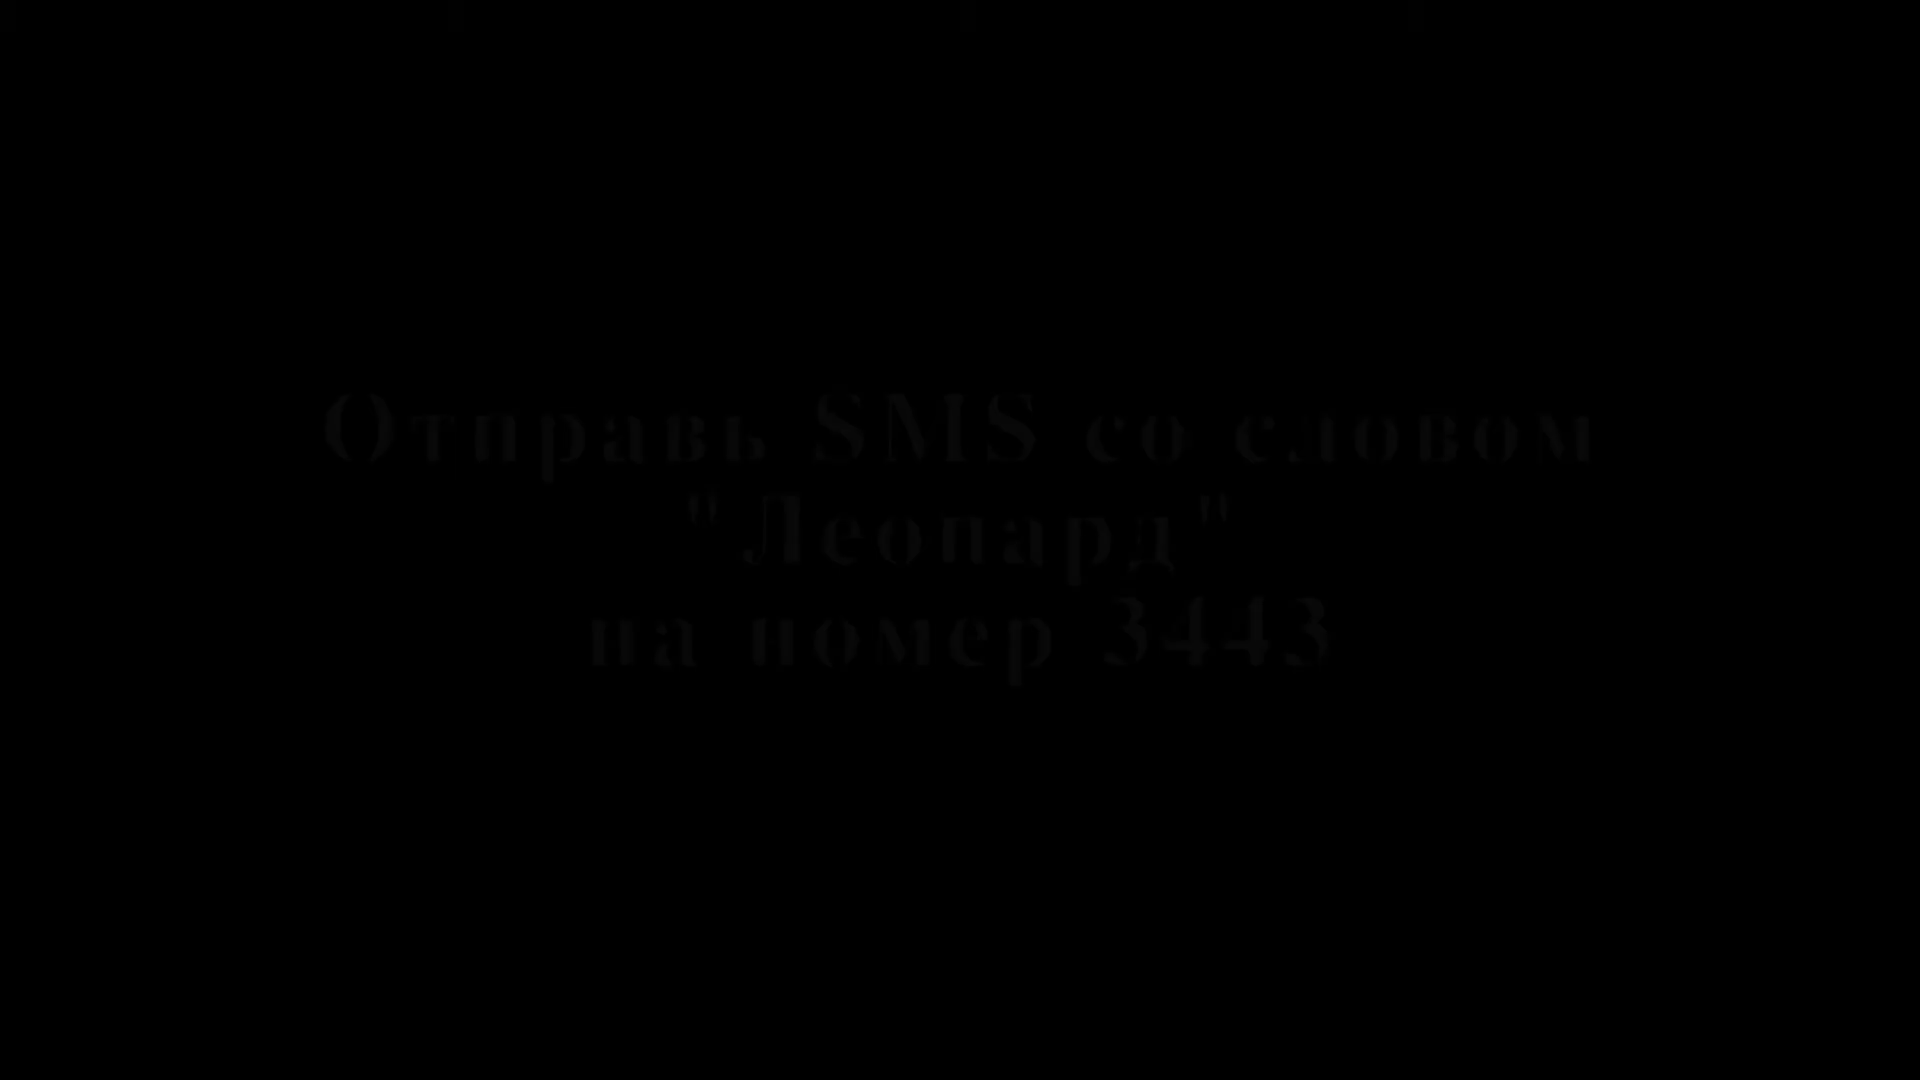 Отправь SMS со словом
"Леопард"
на номер 3443